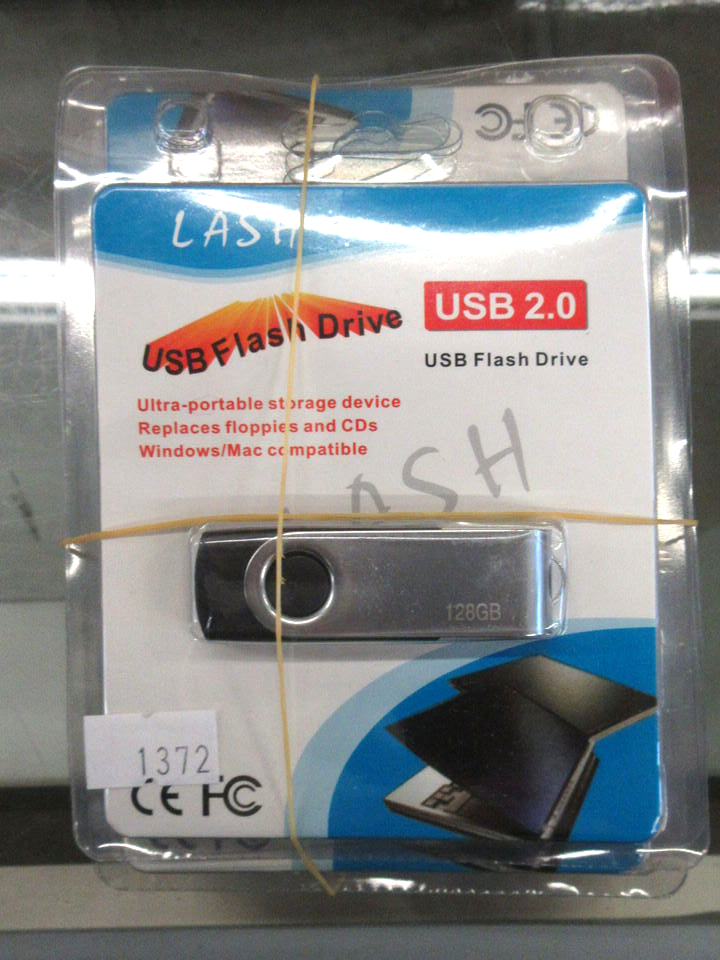 LASH
USB Flash Drive
USB 2.0
USB Flash Drive
Ultra-portable storage device
Replaces floppies and CDs
Windows/Mac compatible
LASH
128GB
1372
CE FC